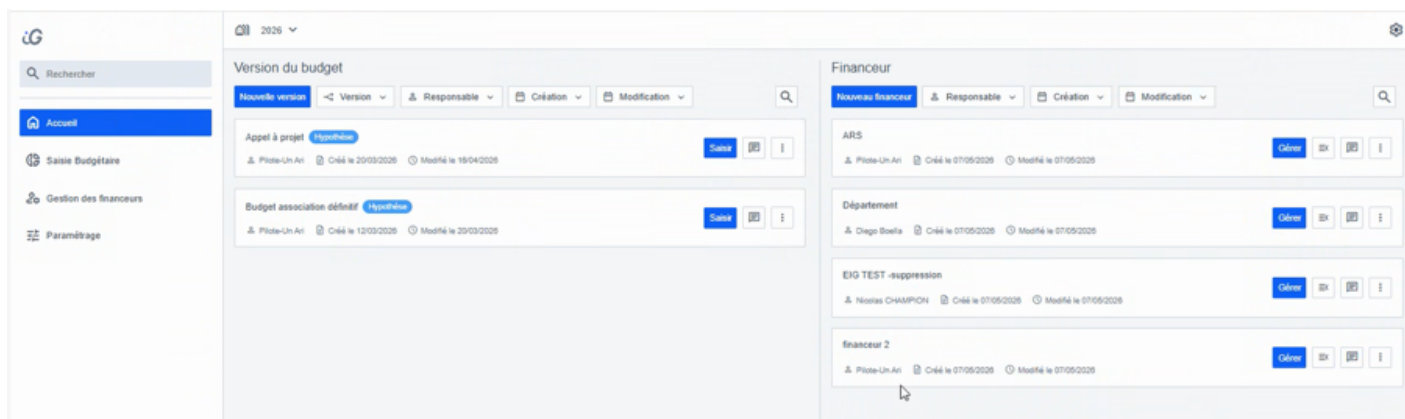 iG
Rechercher
Accueil
Saisie Budgétaire
Gestion des financeurs
Paramétrage
2026
Version du budget
Nouvelle version Version Responsable Création Modification
Appel à projet Hypothèse
Pilote-Un Ari Créé le 20/03/2026 Modifié le 16/04/2026
Saisir
Budget association définitif Hypothèse
Pilote-Un Ari Créé le 12/03/2026 Modifié le 20/03/2026
Saisir
Financeur
Nouveau financeur Responsable Création Modification
ARS
Pilote-Un Ari Créé le 07/05/2026 Modifié le 07/05/2026
Gérer
Département
Diego Boella Créé le 07/05/2026 Modifié le 07/05/2026
Gérer
EIG TEST -suppression
Nicolas CHAMPION Créé le 07/05/2026 Modifié le 07/05/2026
Gérer
financeur 2
Pilote-Un Ari Créé le 07/05/2026 Modifié le 07/05/2026
Gérer